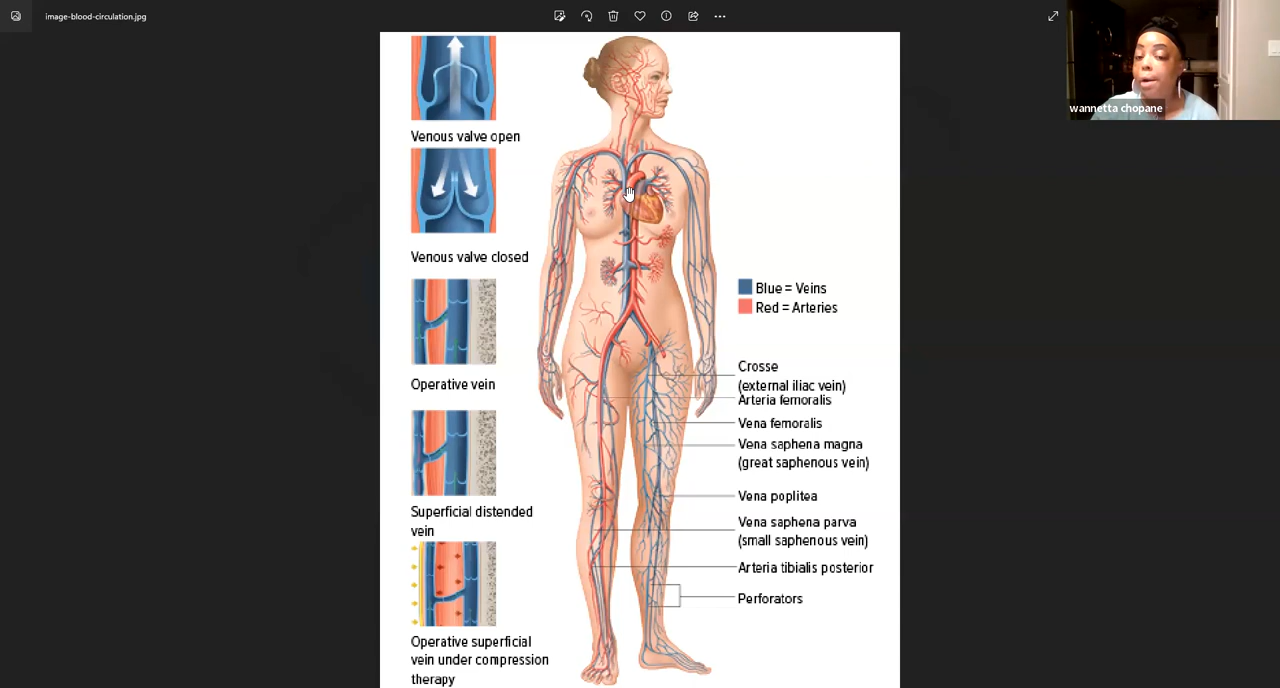 image-blood-circulation.jpg
wannetta chopane
Venous valve open
Venous valve closed
Operative vein
Superficial distended
vein
Operative superficial
vein under compression
therapy
Blue = Veins
Red = Arteries
Crosse
(external iliac vein)
Arteria femoralis
Vena femoralis
Vena saphena magna
(great saphenous vein)
Vena poplitea
Vena saphena parva
(small saphenous vein)
Arteria tibialis posterior
Perforators